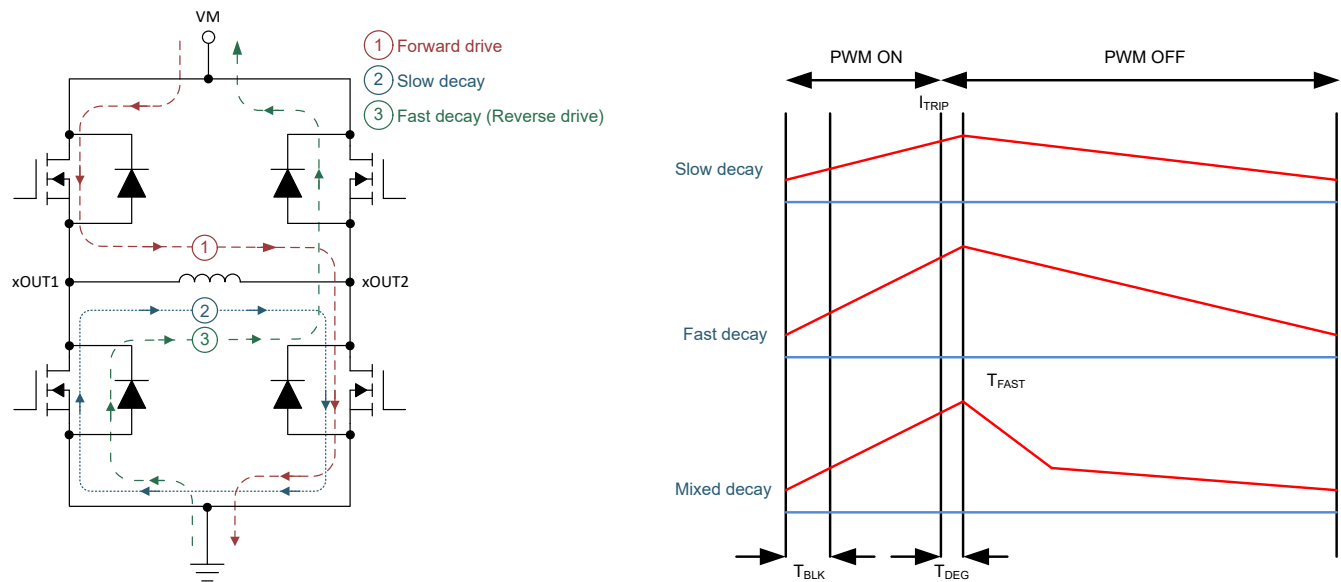 VM
1 Forward drive
2 Slow decay
3 Fast decay (Reverse drive)
1
xOUT1
xOUT2
2
3
PWM ON
PWM OFF
ITRIP
Slow decay
Fast decay
TFAST
Mixed decay
TBLK
TDEG